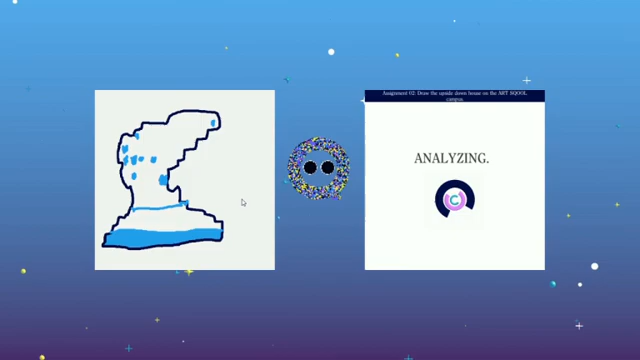 Assignment 02: Draw the upside down house on the ART SQOOL
campus.
ANALYZING.
C